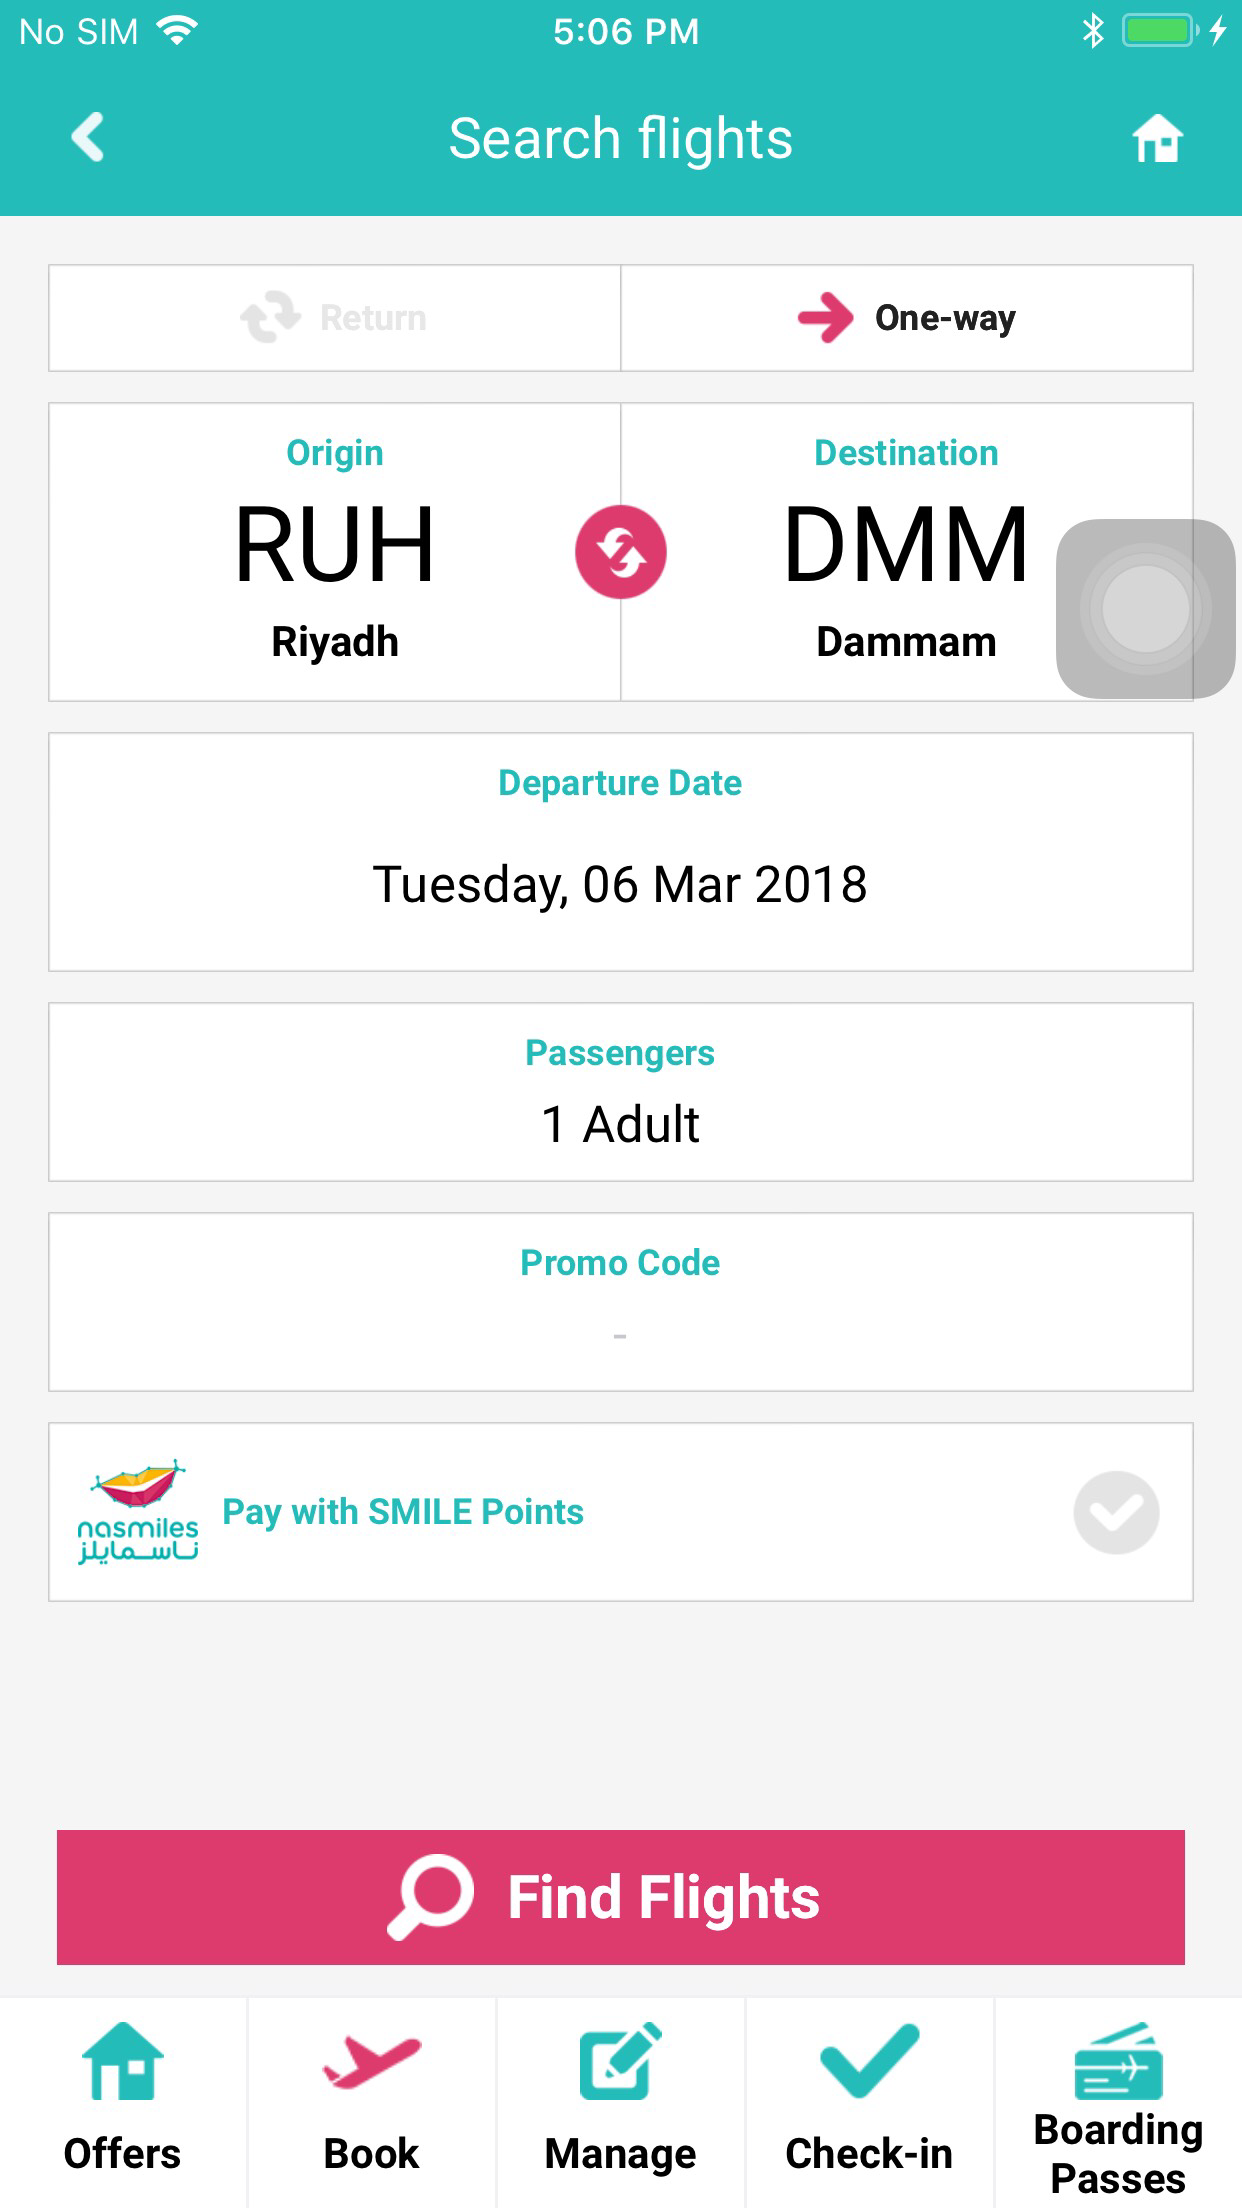 No SIM 5:06 PM
Search flights
Return One-way
Origin Destination
RUH DMM
Riyadh Dammam
Departure Date
Tuesday, 06 Mar 2018
Passengers
1 Adult
Promo Code
-
nasmiles
ناسمايلز
Pay with SMILE Points
Find Flights
Offers Book Manage Check-in Boarding Passes